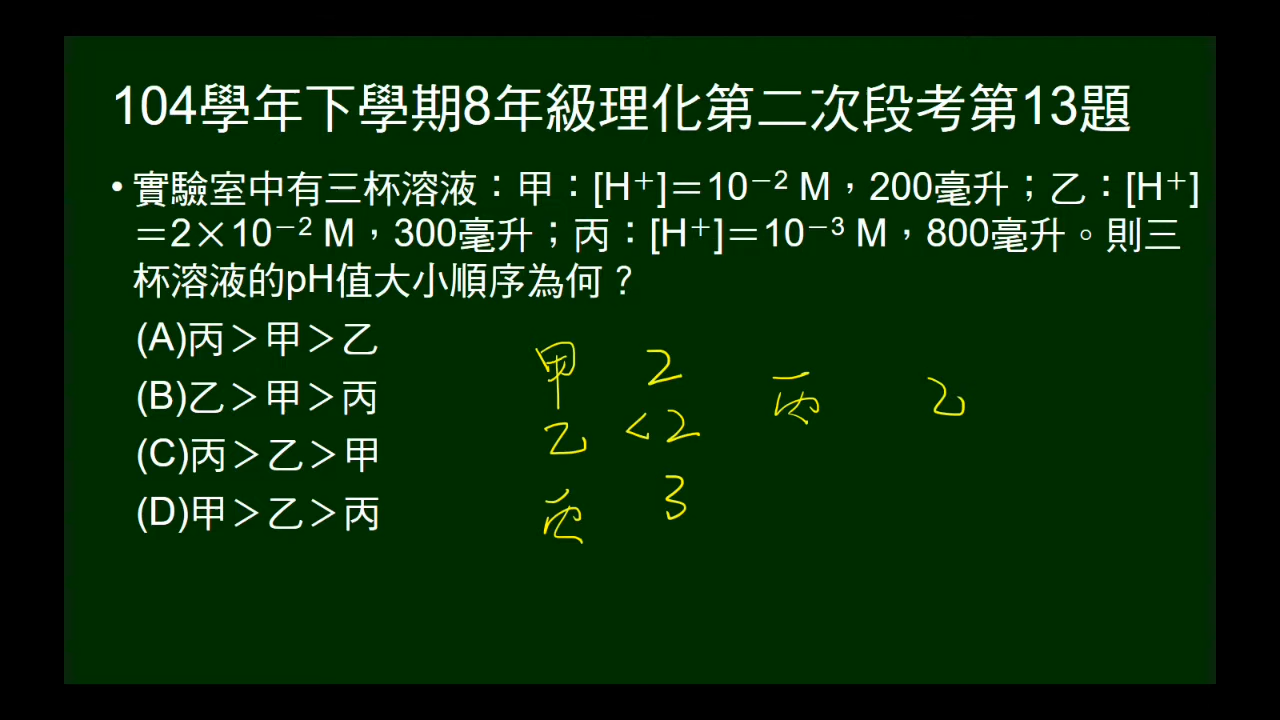 104學年下學期8年級理化第二次段考第13題
•實驗室中有三杯溶液：甲：[H⁺]＝10⁻² M，200毫升；乙：[H⁺]
＝2×10⁻² M，300毫升；丙：[H⁺]＝10⁻³ M，800毫升。則三
杯溶液的pH值大小順序為何？
(A)丙＞甲＞乙
(B)乙＞甲＞丙
(C)丙＞乙＞甲
(D)甲＞乙＞丙
甲 2
乙 <2
丙 3
丙 乙